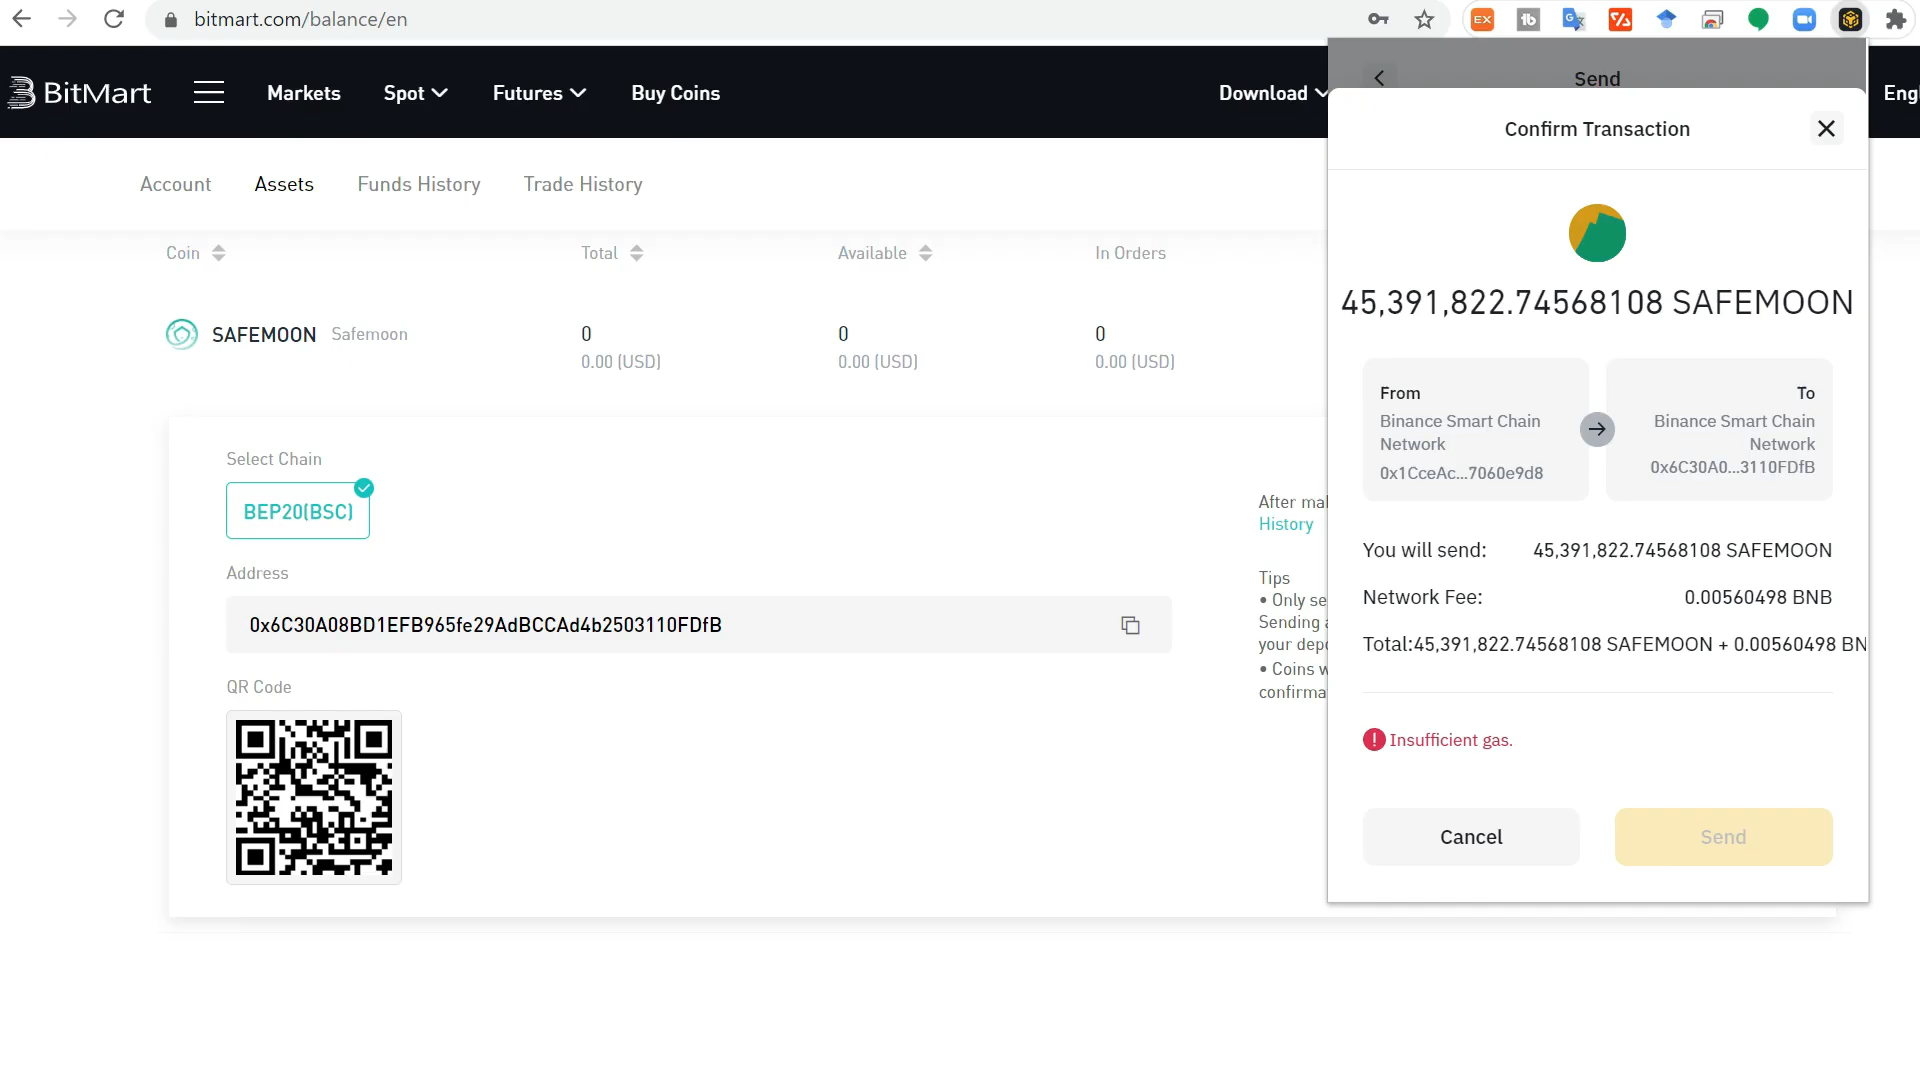 bitmart.com/balance/en
EX
tb
BitMart
Markets
Spot
Futures
Buy Coins
Download
Engl
Account
Assets
Funds History
Trade History
Coin
Total
Available
In Orders
SAFEMOON Safemoon
0
0
0
0.00 (USD)
0.00 (USD)
0.00 (USD)
Select Chain
BEP20(BSC)
Address
0x6C30A08BD1EFB965fe29AdBCCAd4b2503110FDfB
QR Code
After mal
History
Tips
• Only se
Sending a
your depo
• Coins w
confirma
Send
Confirm Transaction
45,391,822.74568108 SAFEMOON
From
Binance Smart Chain
Network
0x1CceAc...7060e9d8
To
Binance Smart Chain
Network
0x6C30A0...3110FDfB
You will send: 45,391,822.74568108 SAFEMOON
Network Fee: 0.00560498 BNB
Total:45,391,822.74568108 SAFEMOON + 0.00560498 BN
Insufficient gas.
Cancel
Send